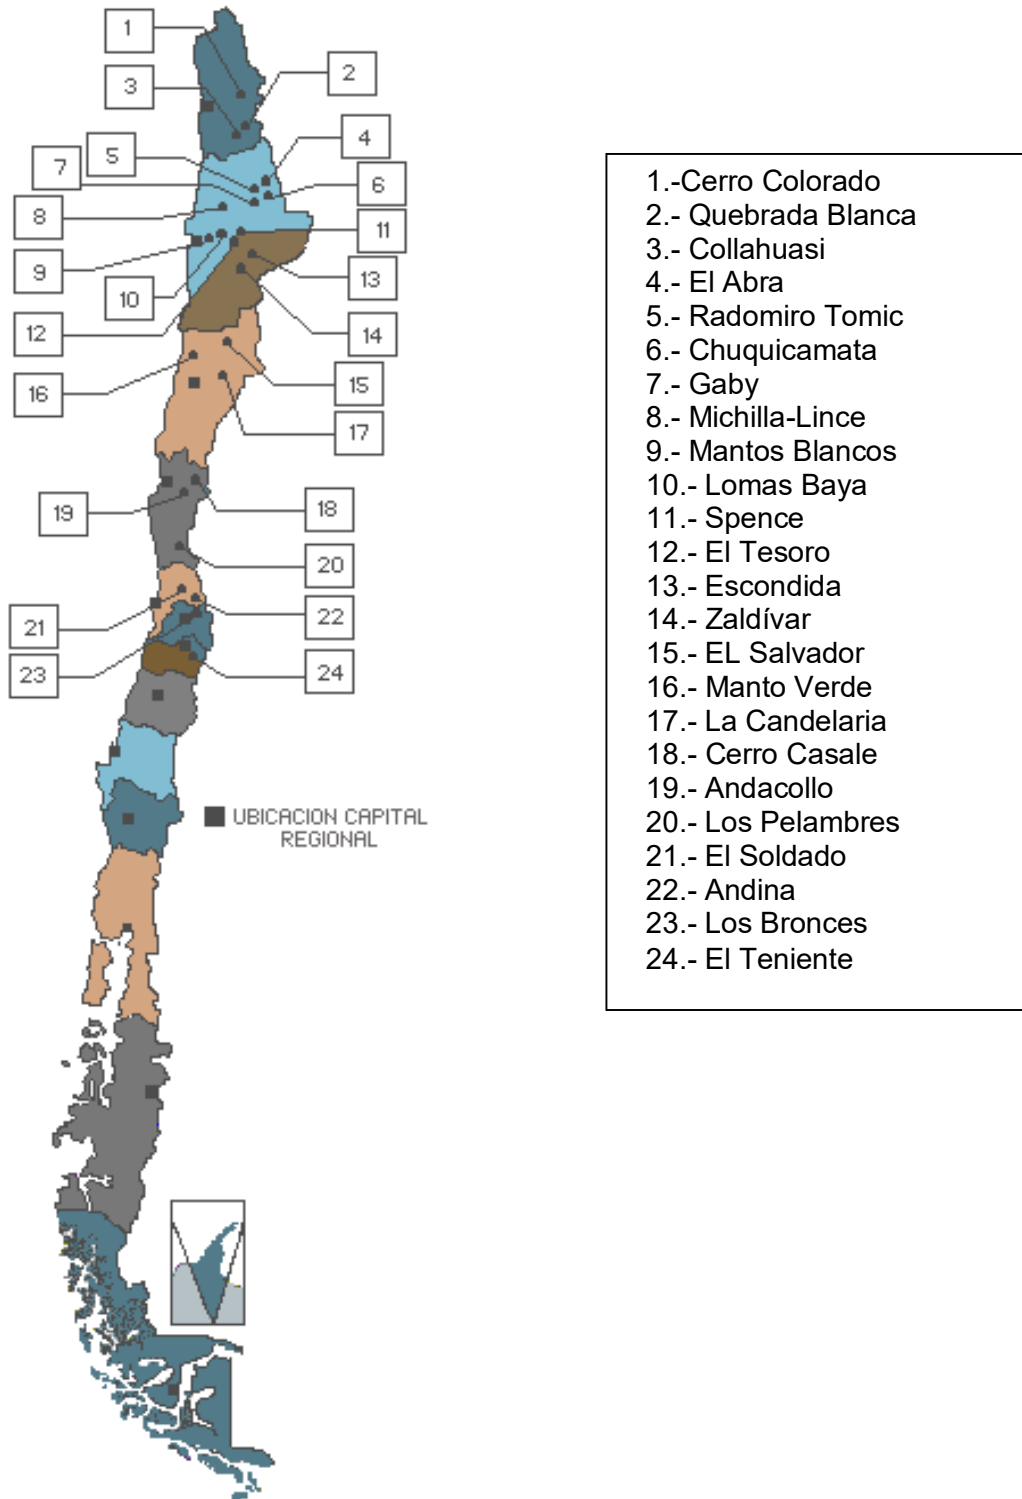 1
2
3
4
5
7
6
8
11
9
13
10
12
14
15
16
17
18
19
20
22
21
23
24
UBICACION CAPITAL
REGIONAL
1.-Cerro Colorado
2.- Quebrada Blanca
3.- Collahuasi
4.- El Abra
5.- Radomiro Tomic
6.- Chuquicamata
7.- Gaby
8.- Michilla-Lince
9.- Mantos Blancos
10.- Lomas Baya
11.- Spence
12.- El Tesoro
13.- Escondida
14.- Zaldívar
15.- EL Salvador
16.- Manto Verde
17.- La Candelaria
18.- Cerro Casale
19.- Andacollo
20.- Los Pelambres
21.- El Soldado
22.- Andina
23.- Los Bronces
24.- El Teniente